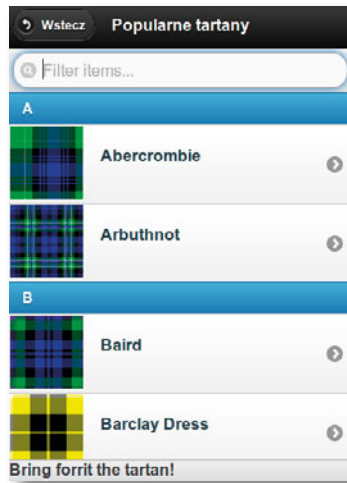 Wstecz Popularne tartany
Filter items...
A
Abercrombie
Arbuthnot
B
Baird
Barclay Dress
Bring forrit the tartan!